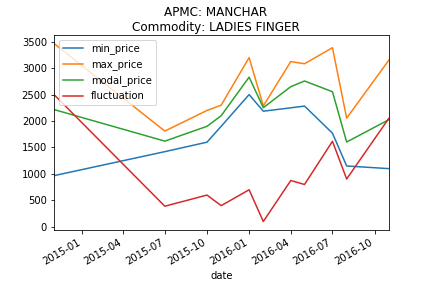 APMC: MANCHAR
Commodity: LADIES FINGER
3500
3000
2500
2000
1500
1000
500
0
min_price
max_price
modal_price
fluctuation
2015-01
2015-04
2015-07
2015-10
2016-01
2016-04
2016-07
2016-10
date